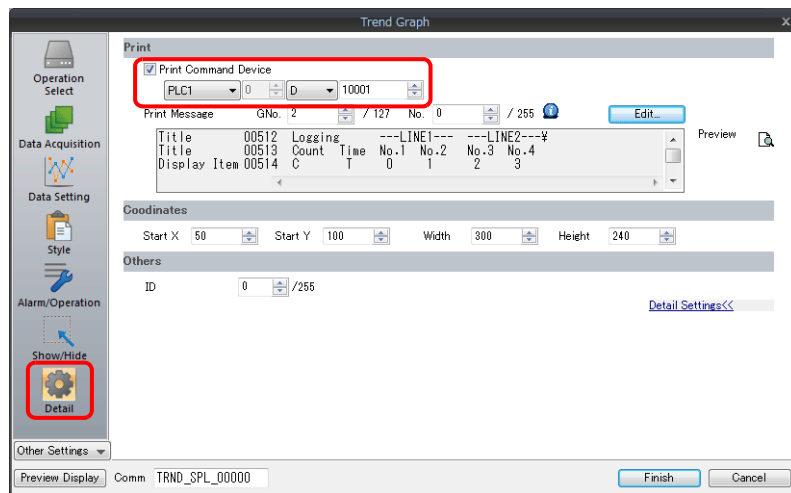 Trend Graph x
Operation
Select
Data Acquisition
Data Setting
Style
Alarm/Operation
Show/Hide
Detail
Other Settings
Print
Print Command Device
PLC1 0 D 10001
Print Message GNo. 2 / 127 No. 0 / 255 Edit...
Title 00512 Logging ---LINE1--- ---LINE2---¥
Title 00513 Count Time No.1 No.2 No.3 No.4
Display Item 00514 C T 0 1 2 3
Preview
Coodinates
Start X 50 Start Y 100 Width 300 Height 240
Others
ID 0 /255
Detail Settings<<
Preview Display Comm TRND_SPL_00000 Finish Cancel